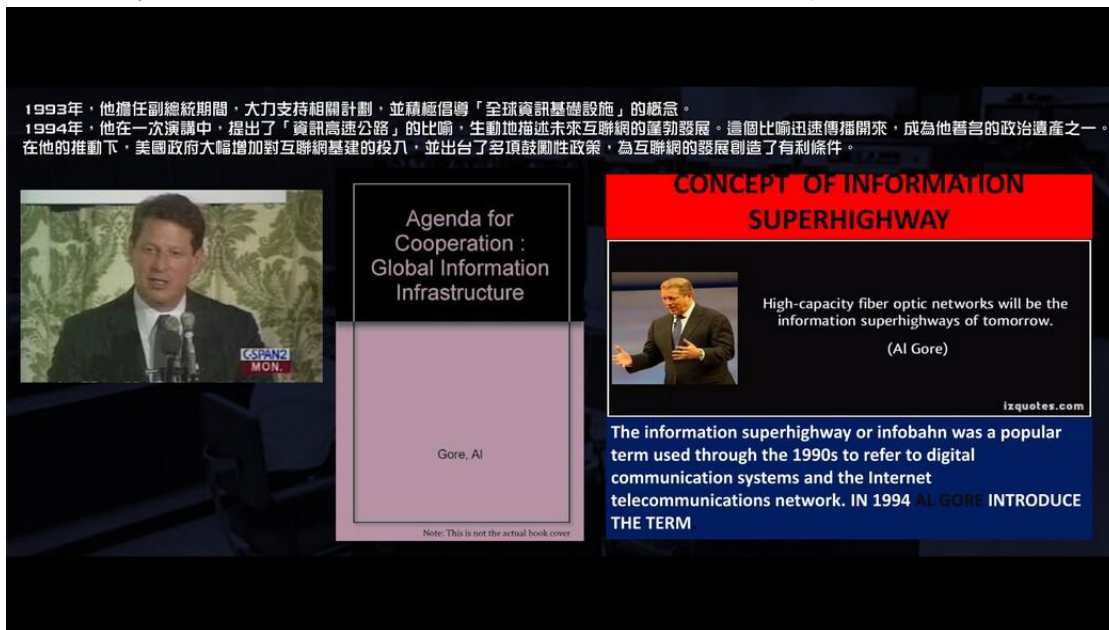 1993年，他擔任副總統期間，大力支持相關計劃，並積極倡導「全球資訊基礎設施」的概念。
1994年，他在一次演講中，提出了「資訊高速公路」的比喻，生動地描述未來互聯網的蓬勃發展。這個比喻迅速傳播開來，成為他著名的政治遺產之一。
在他的推動下，美國政府大幅增加對互聯網基建的投入，並出台了多項鼓勵性政策，為互聯網的發展創造了有利條件。
C-SPAN2
MON.
Agenda for
Cooperation :
Global Information
Infrastructure
Gore, Al
Note: This is not the actual book cover
CONCEPT OF INFORMATION
SUPERHIGHWAY
High-capacity fiber optic networks will be the
information superhighways of tomorrow.
(Al Gore)
izquotes.com
The information superhighway or infobahn was a popular
term used through the 1990s to refer to digital
communication systems and the Internet
telecommunications network. IN 1994 AL GORE INTRODUCE
THE TERM